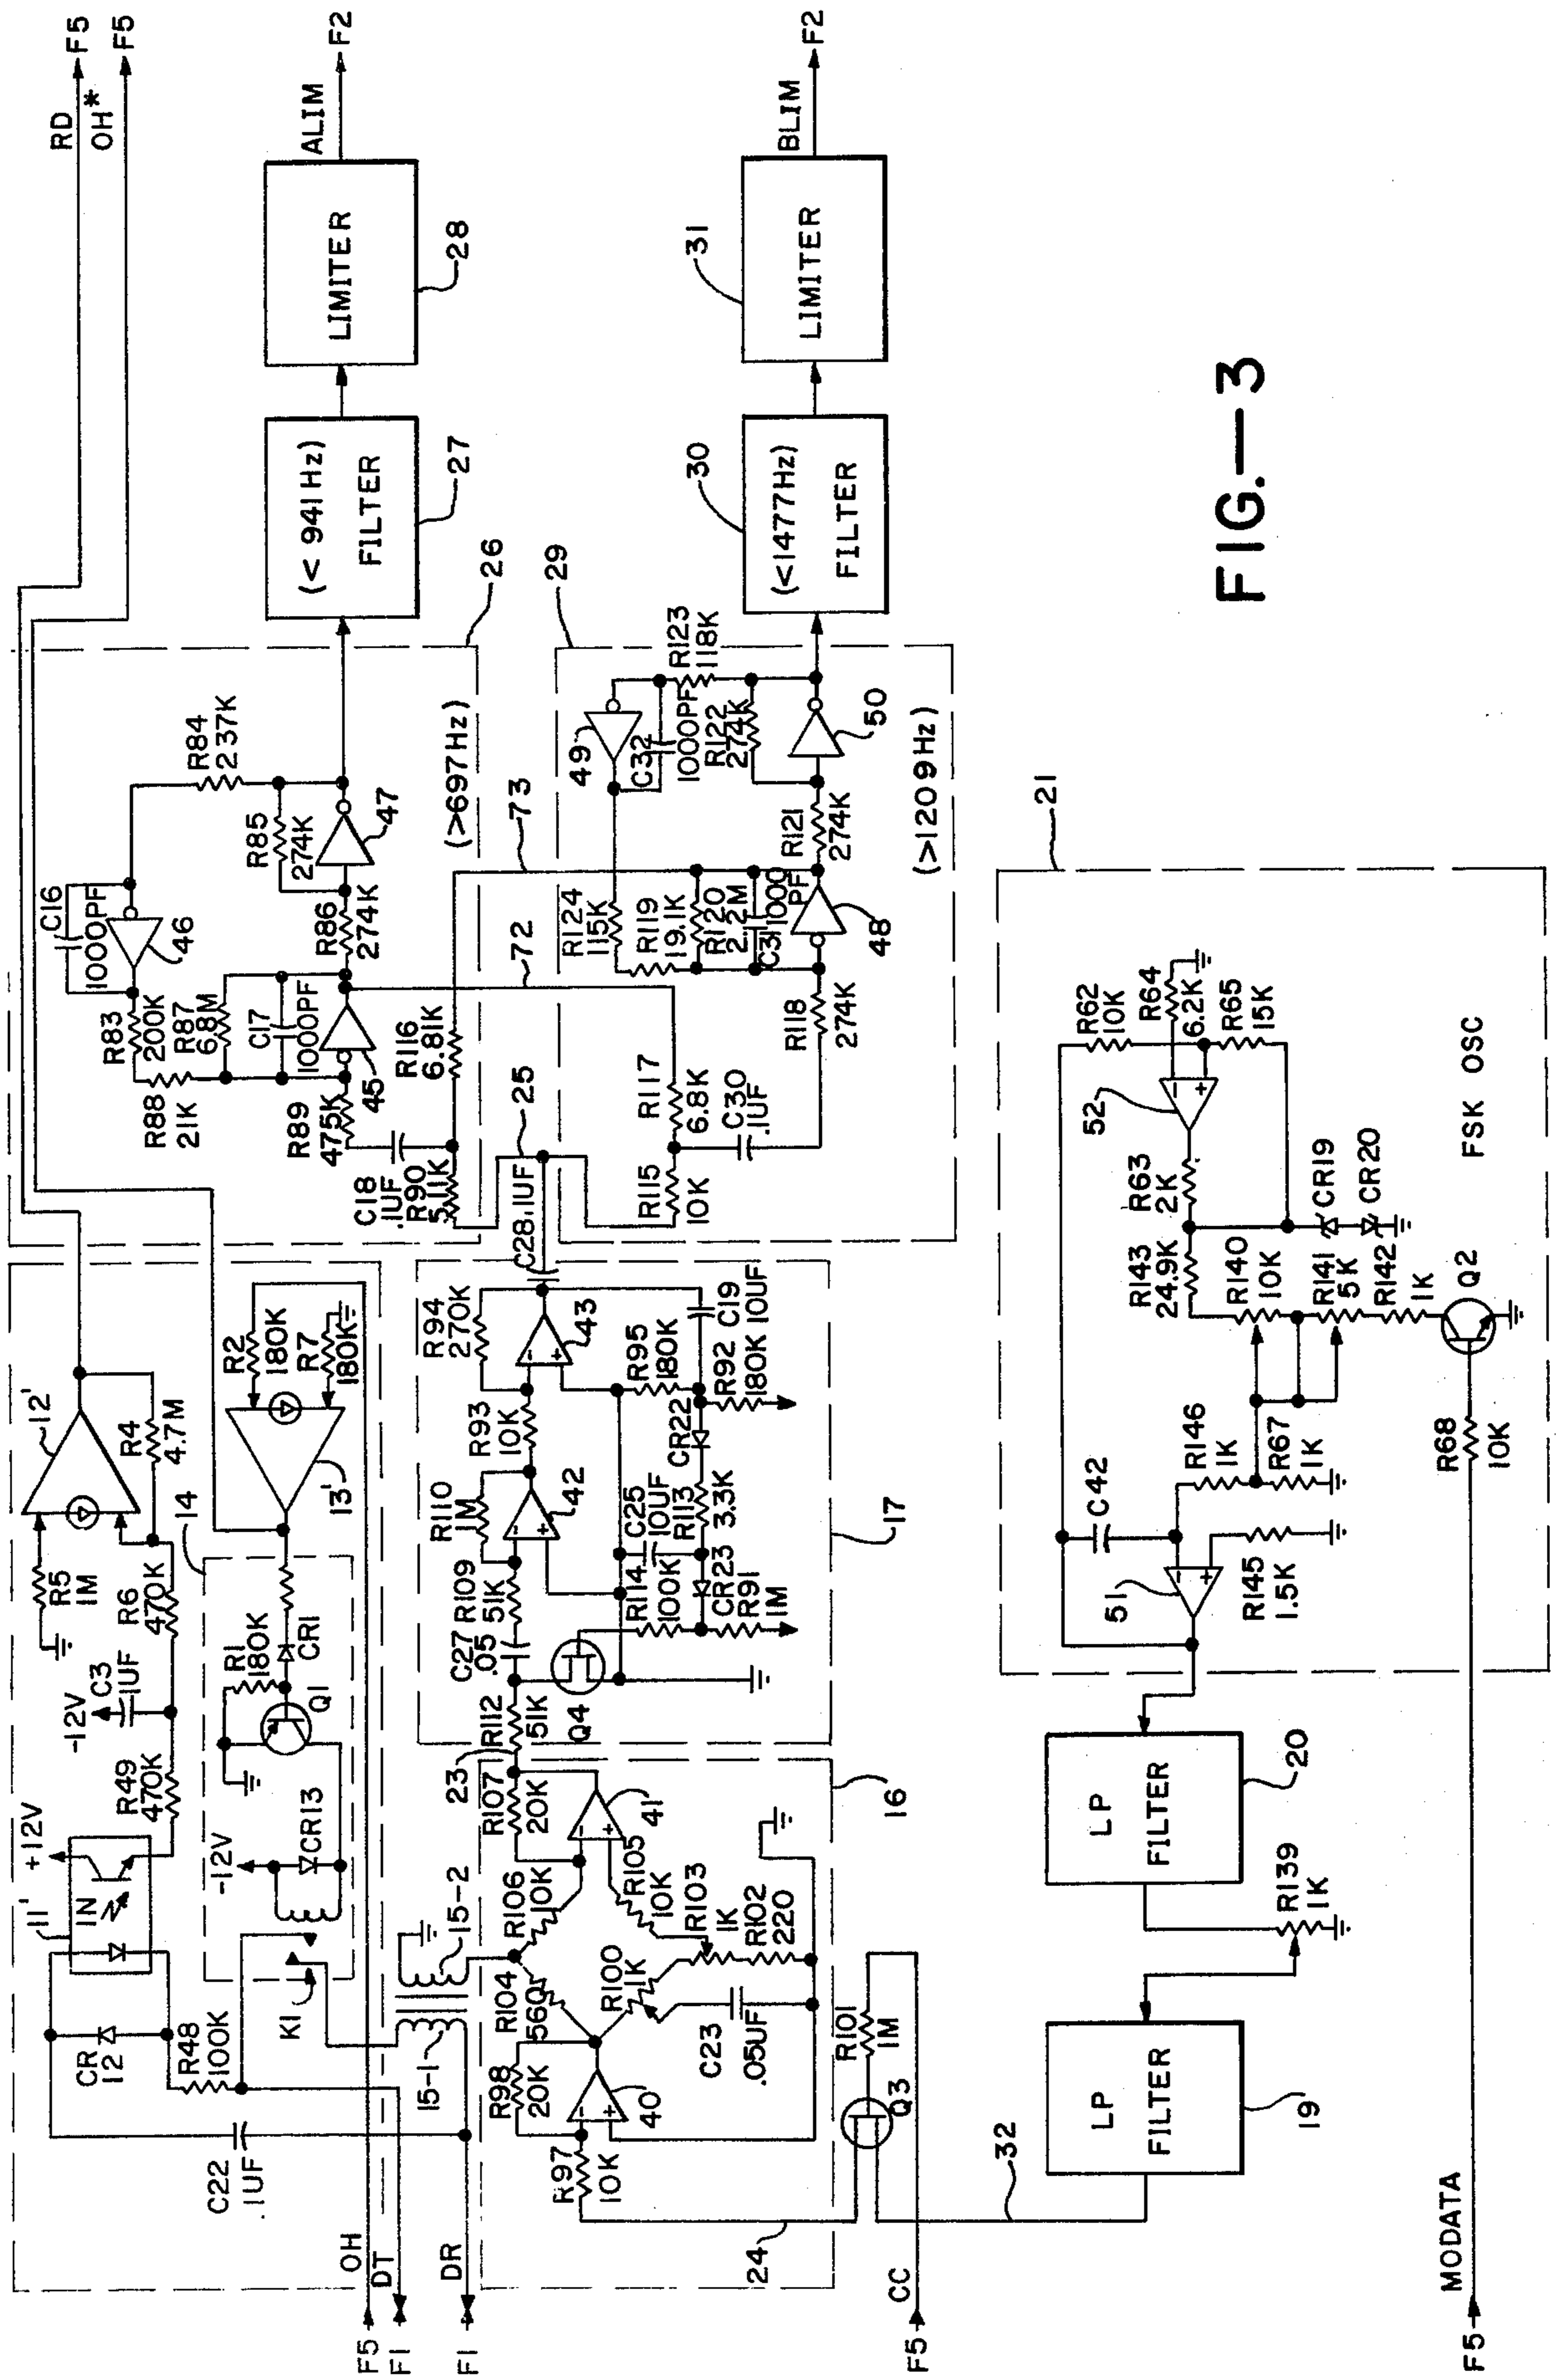 RD
F5
OH*
F5
ALIM
F2
LIMITER
28
(< 941Hz)
FILTER
27
BLIM
F2
LIMITER
31
(<1477Hz)
FILTER
30
26
29
R84
237K
C16
1000PF
46
R85
274K
47
R86
274K
R83
200K
R87
6.8M
C17
1000PF
R88
21K
R89
475K
45
(>697Hz)
73
72
R116
6.81K
C18
.1UF
R90
5.11K
25
C28
.1UF
R123
118K
49
C32
1000PF
R122
274K
50
R124
115K
R119
19.1K
R120
2.2M
C31
1000
PF
R121
274K
48
(>1209Hz)
R118
274K
R117
6.8K
C30
.1UF
R115
10K
12'
R4
4.7M
R5
1M
R6
470K
C3
1UF
-12V
R49
470K
+12V
11'
IN
R2
180K
R7
180K
13'
14
R1
180K
CR1
Q1
-12V
CR13
K1
CR
12
R48
100K
C22
.1UF
15-1
15-2
OH
F5
DT
F1
DR
F1
R94
270K
43
C19
10UF
R93
10K
R95
180K
R92
180K
R110
1M
42
CR22
C25
10UF
R113
3.3K
C27
.05
R109
51K
R114
100K
CR23
R91
1M
Q4
R112
51K
17
23
R107
20K
41
R106
10K
R105
10K
R103
1K
R102
220
R104
560
R100
1K
C23
.05UF
R98
20K
40
R97
10K
16
24
R101
1M
Q3
CC
F5
32
21
R62
10K
R64
6.2K
R65
15K
52
R63
2K
CR19
CR20
FSK OSC
R143
24.9K
R140
10K
R141
5K
R142
1K
Q2
R146
1K
R67
1K
C42
51
R145
1.5K
R68
10K
LP
FILTER
20
R139
1K
LP
FILTER
19
MODATA
F5
FIG.—3